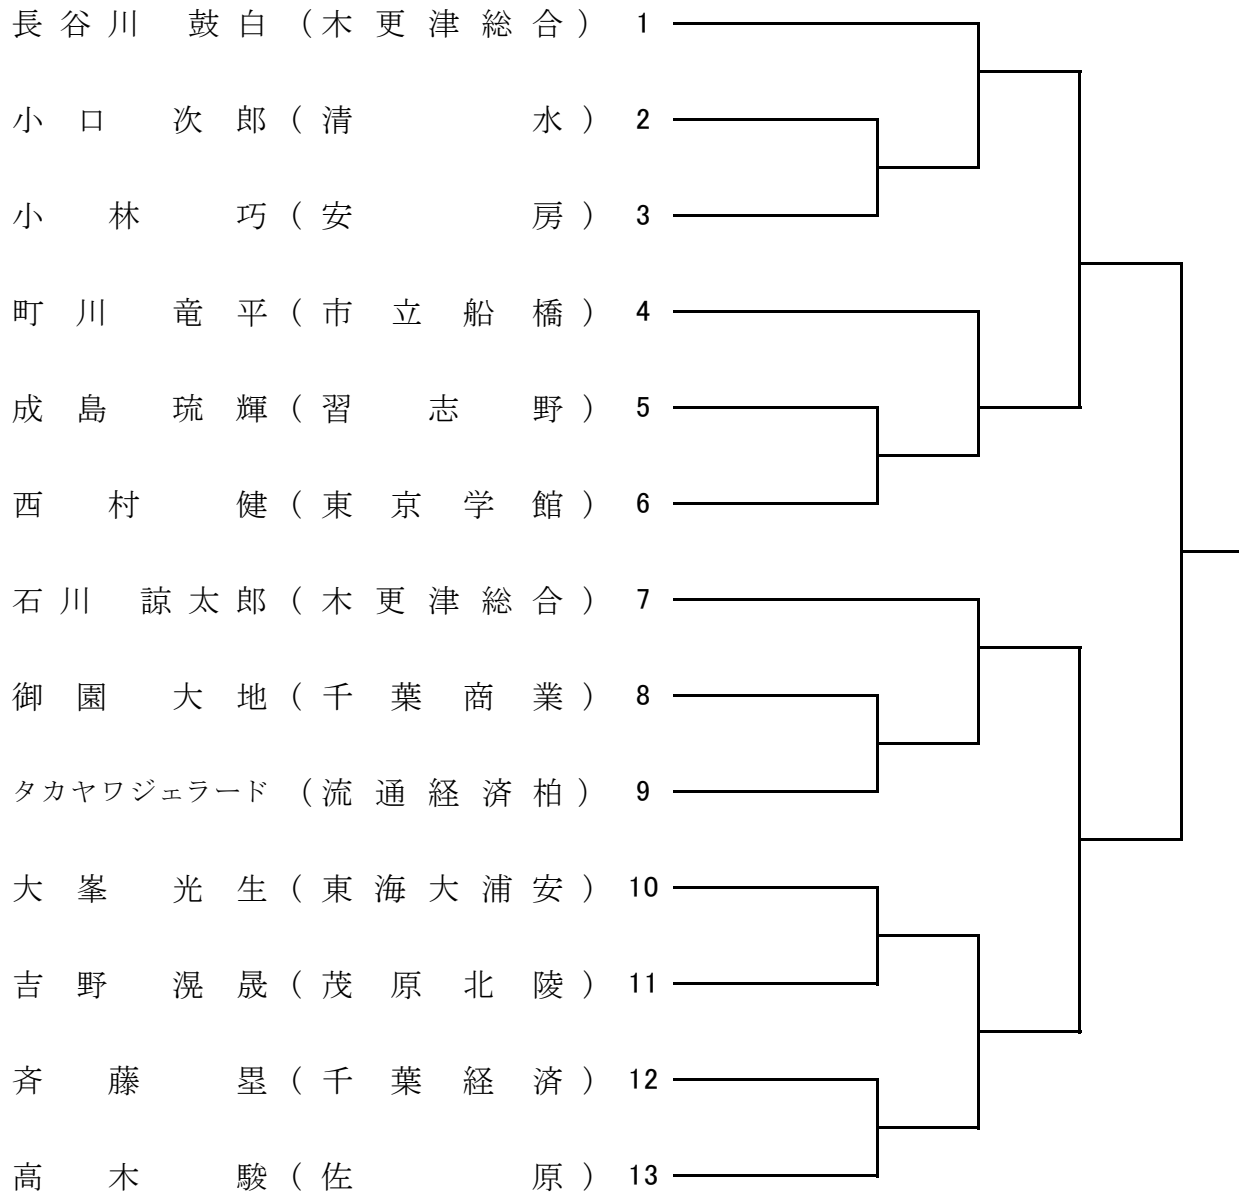 長谷川 鼓白（木更津総合） 1
小口 次郎（清水） 2
小林 巧（安房） 3
町川 竜平（市立船橋） 4
成島 琉輝（習志野） 5
西村 健（東京学館） 6
石川 諒太郎（木更津総合） 7
御園 大地（千葉商業） 8
タカヤワジェラード （流通経済柏） 9
大峯 光生（東海大浦安） 10
吉野 滉晟（茂原北陵） 11
斉藤 塁（千葉経済） 12
高木 駿（佐原） 13